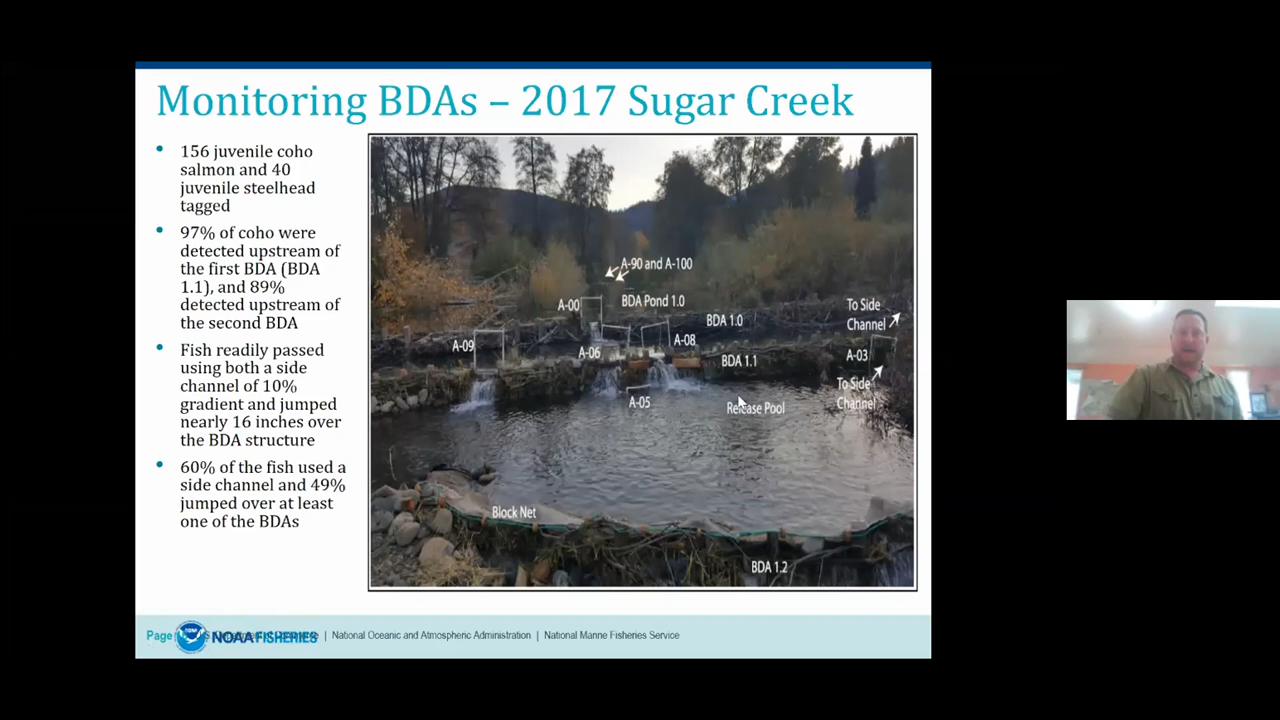 Monitoring BDAs – 2017 Sugar Creek
• 156 juvenile coho
salmon and 40
juvenile steelhead
tagged
• 97% of coho were
detected upstream of
the first BDA (BDA
1.1), and 89%
detected upstream of
the second BDA
• Fish readily passed
using both a side
channel of 10%
gradient and jumped
nearly 16 inches over
the BDA structure
• 60% of the fish used a
side channel and 49%
jumped over at least
one of the BDAs
A-90 and A-100
A-00
BDA Pond 1.0
To Side
Channel
BDA 1.0
A-09
A-06
A-08
BDA 1.1
A-03
To Side
Channel
A-05
Release Pool
Block Net
BDA 1.2
Page
NOAA FISHERIES
| National Oceanic and Atmospheric Administration | National Marine Fisheries Service